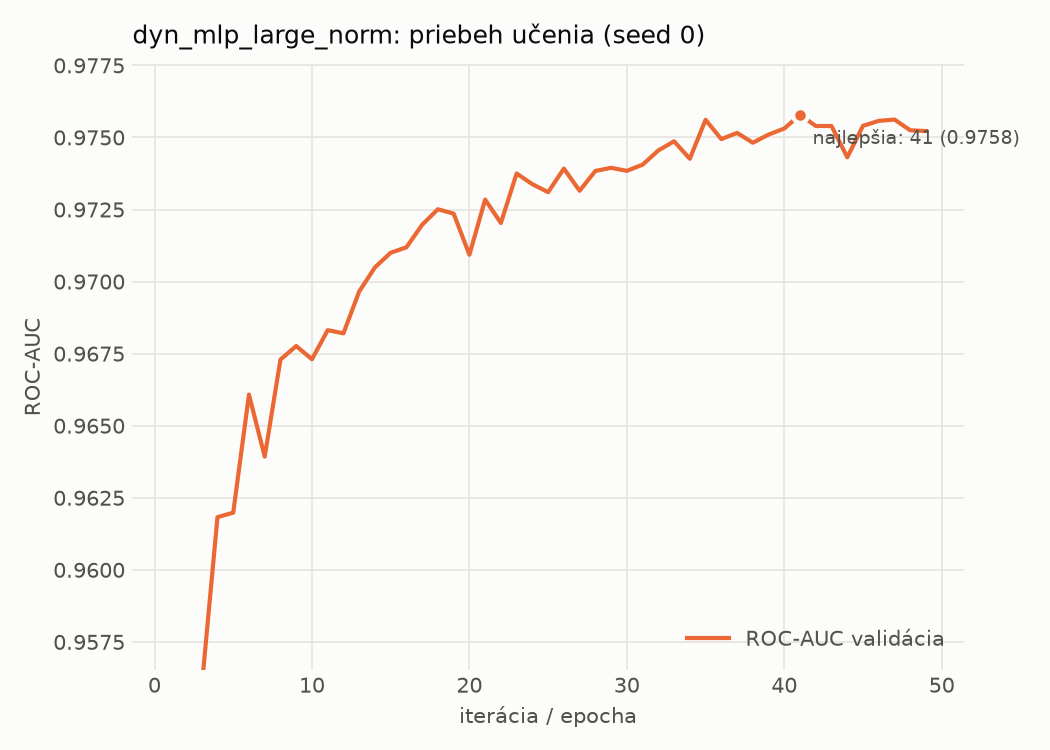 dyn_mlp_large_norm: priebeh učenia (seed 0)
0.9775
0.9750
najlepšia: 41 (0.9758)
0.9725
0.9700
0.9675
0.9650
0.9625
0.9600
0.9575
ROC-AUC
ROC-AUC validácia
0 10 20 30 40 50
iterácia / epocha